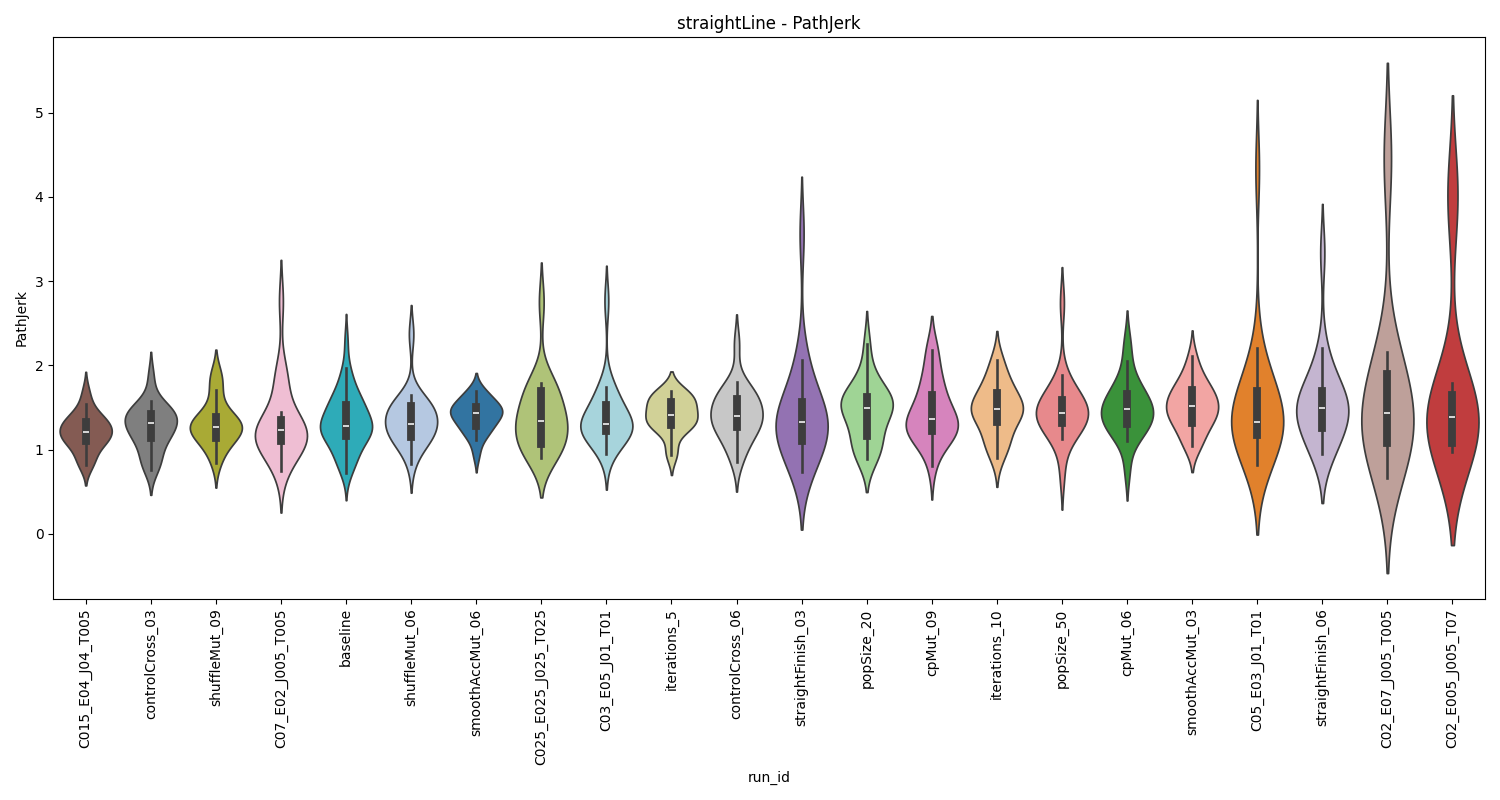 straightLine - PathJerk
PathJerk
5
4
3
2
1
0
C015_E04_J04_T005
controlCross_03
shuffleMut_09
C07_E02_J005_T005
baseline
shuffleMut_06
smoothAccMut_06
C025_E025_J025_T025
C03_E05_J01_T01
iterations_5
controlCross_06
straightFinish_03
popSize_20
cpMut_09
iterations_10
popSize_50
cpMut_06
smoothAccMut_03
C05_E03_J01_T01
straightFinish_06
C02_E07_J005_T005
C02_E005_J005_T07
run_id